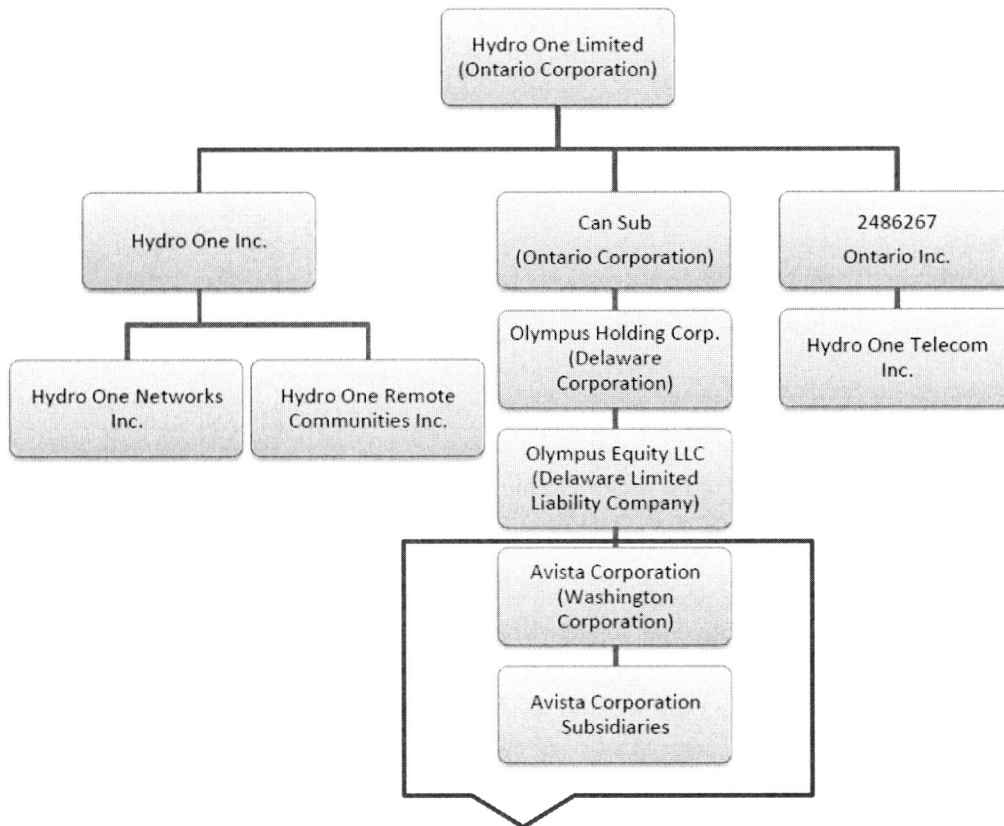 Hydro One Limited
(Ontario Corporation)
Hydro One Inc.
Can Sub
(Ontario Corporation)
2486267
Ontario Inc.
Hydro One Networks
Inc.
Hydro One Remote
Communities Inc.
Olympus Holding Corp.
(Delaware
Corporation)
Hydro One Telecom
Inc.
Olympus Equity LLC
(Delaware Limited
Liability Company)
Avista Corporation
(Washington
Corporation)
Avista Corporation
Subsidiaries